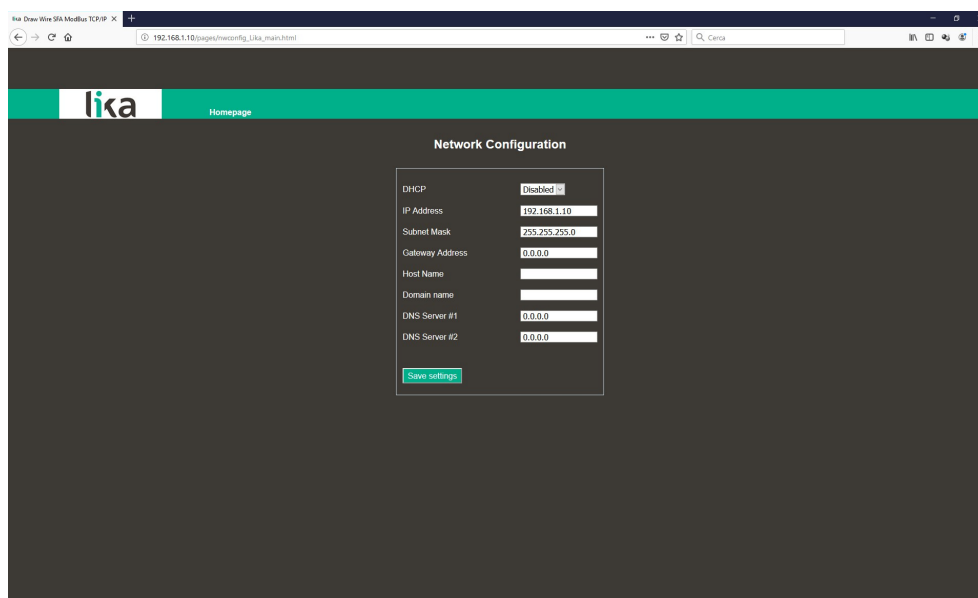 lika Draw Wire SFA ModBus TCP/IP
192.168.1.10/pages/nwconfig_Lika_main.html
Cerca
lika
Homepage
Network Configuration
DHCP Disabled
IP Address 192.168.1.10
Subnet Mask 255.255.255.0
Gateway Address 0.0.0.0
Host Name
Domain name
DNS Server #1 0.0.0.0
DNS Server #2 0.0.0.0
Save settings